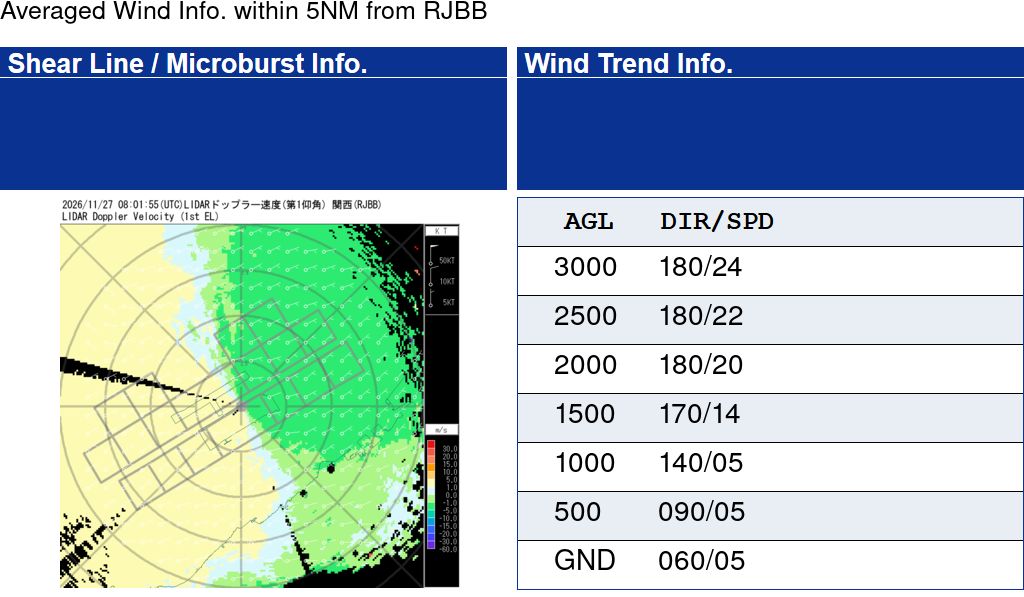 Averaged Wind Info. within 5NM from RJBB
Shear Line / Microburst Info.
Wind Trend Info.
2026/11/27 08:01:55(UTC)LIDARドップラー速度(第1仰角) 関西(RJBB)
LIDAR Doppler Velocity (1st EL)
KT
50KT
10KT
5KT
m/s
30.0
20.0
15.0
10.0
5.0
1.0
0.0
-1.0
-5.0
-10.0
-15.0
-20.0
-30.0
-60.0
AGL DIR/SPD
3000 180/24
2500 180/22
2000 180/20
1500 170/14
1000 140/05
500 090/05
GND 060/05